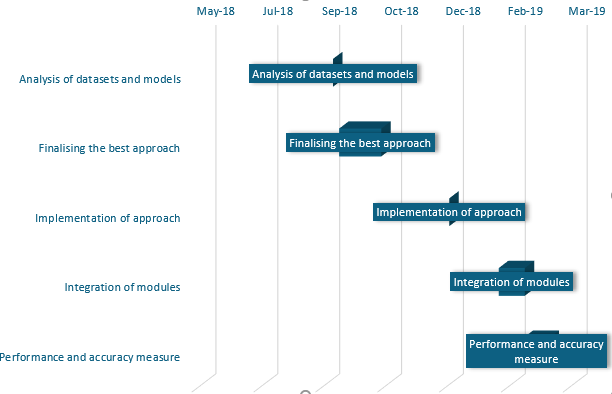 May-18 Jul-18 Sep-18 Oct-18 Dec-18 Feb-19 Mar-19
Analysis of datasets and models Analysis of datasets and models
Finalising the best approach Finalising the best approach
Implementation of approach Implementation of approach
Integration of modules Integration of modules
Performance and accuracy measure Performance and accuracy
measure